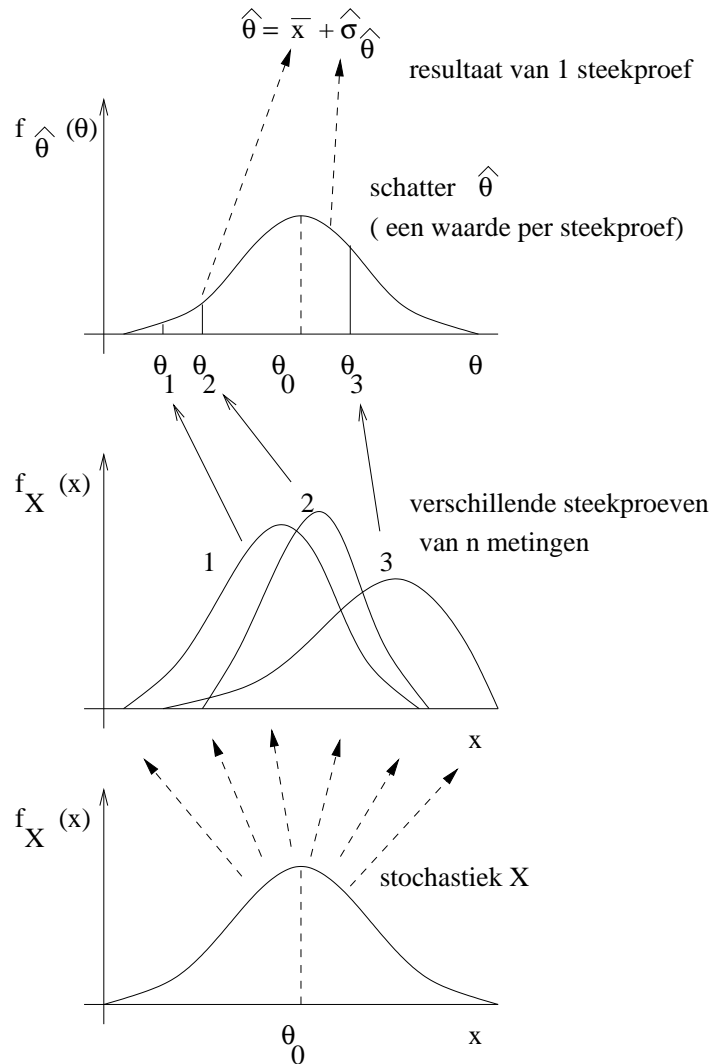 θ̂ = x̄ + σ̂_θ̂
resultaat van 1 steekproef
f_θ̂ (θ)
schatter θ̂
( een waarde per steekproef)
θ_1 θ_2 θ_0 θ_3 θ
f_X (x)
verschillende steekproeven
van n metingen
1 2 3
x
f_X (x)
stochastiek X
θ_0 x